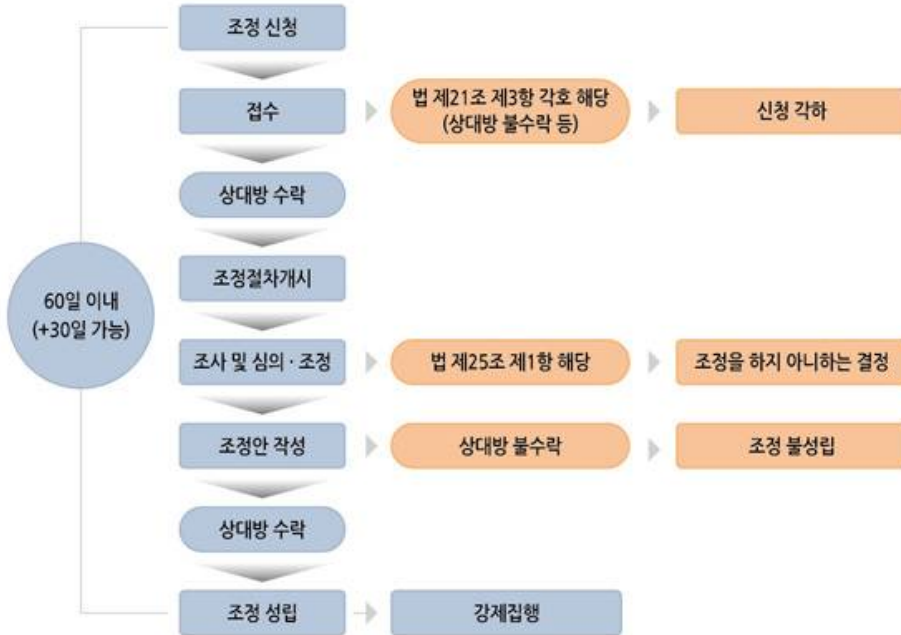 조정 신청
접수
법 제21조 제3항 각호 해당
(상대방 불수락 등)
신청 각하
상대방 수락
조정절차개시
60일 이내
(+30일 가능)
조사 및 심의 · 조정
법 제25조 제1항 해당
조정을 하지 아니하는 결정
조정안 작성
상대방 불수락
조정 불성립
상대방 수락
조정 성립
강제집행